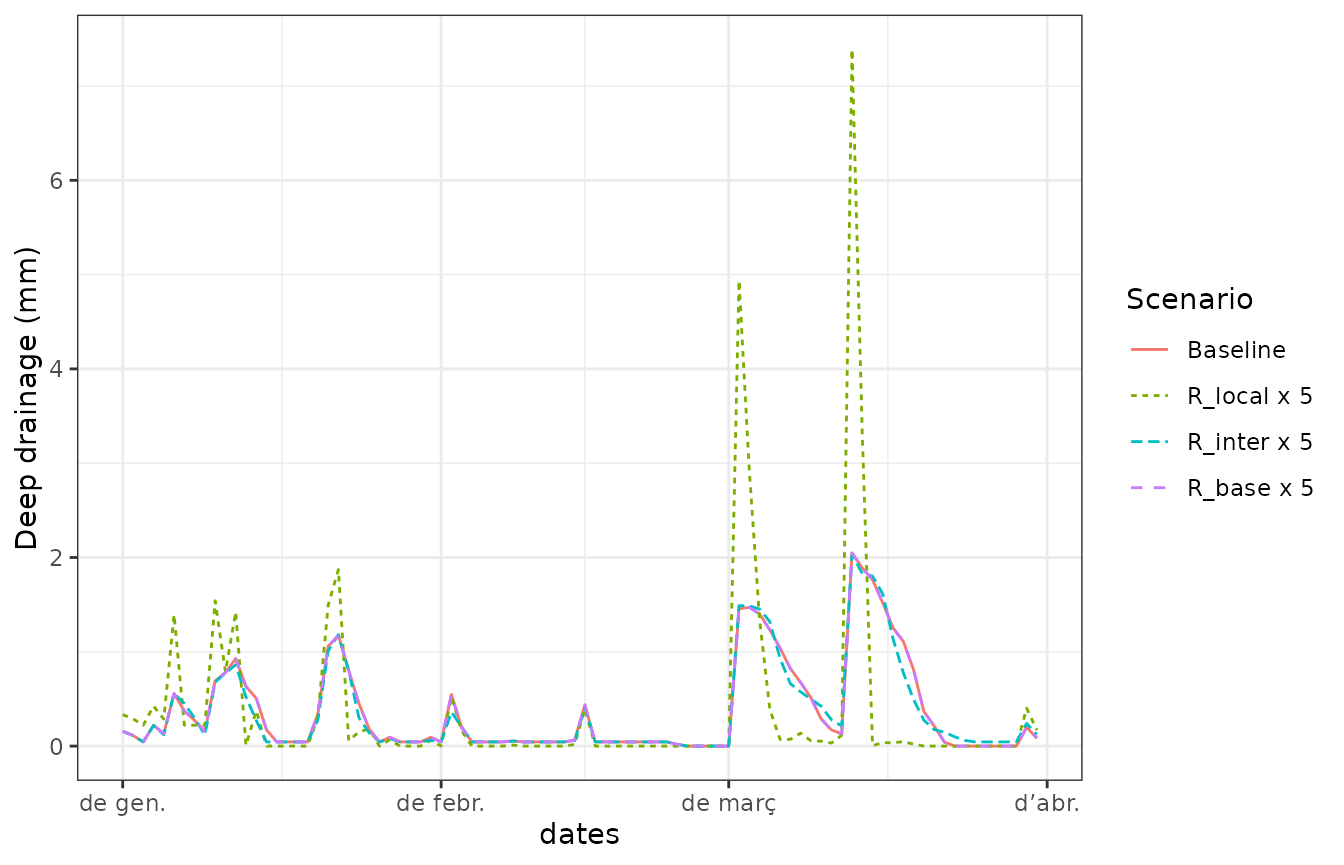 Deep drainage (mm)
6
4
2
0
de gen.
de febr.
de març
d’abr.
dates
Scenario
Baseline
R_local x 5
R_inter x 5
R_base x 5